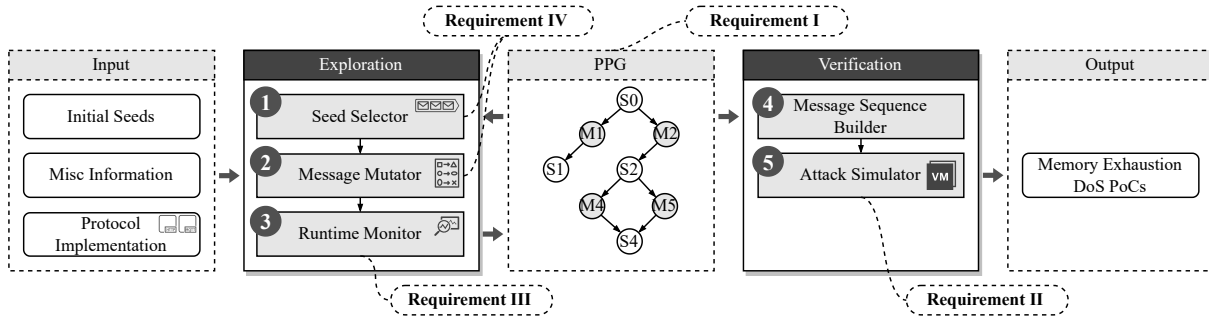 Requirement IV
Requirement I
Input
Exploration
PPG
Verification
Output
Initial Seeds
Misc Information
Protocol
Implementation
1
Seed Selector
2
Message Mutator
3
Runtime Monitor
S0
M1
M2
S1
S2
M4
M5
S4
4
Message Sequence
Builder
5
Attack Simulator
VM
Memory Exhaustion
DoS PoCs
Requirement III
Requirement II